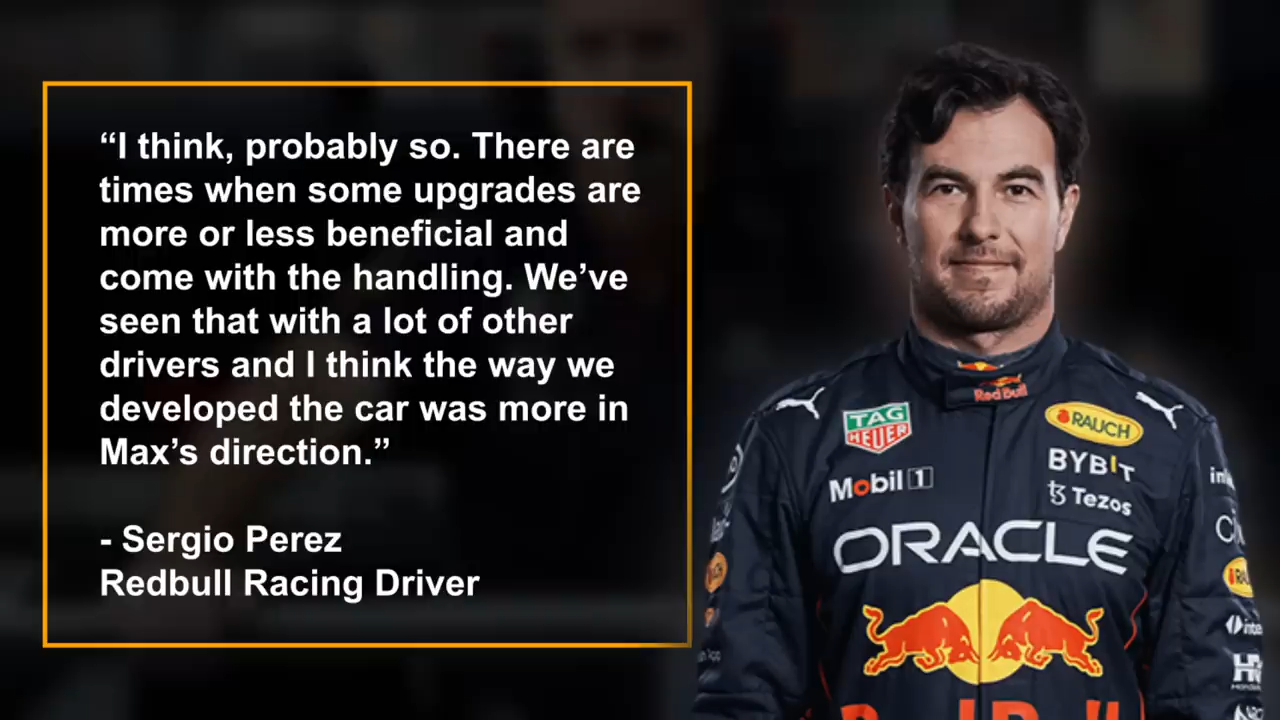 “I think, probably so. There are
times when some upgrades are
more or less beneficial and
come with the handling. We’ve
seen that with a lot of other
drivers and I think the way we
developed the car was more in
Max’s direction.”
- Sergio Perez
Redbull Racing Driver
Red Bull
TAG
HEUER
RAUCH
Mobil 1
BYBIT
Tezos
ORACLE